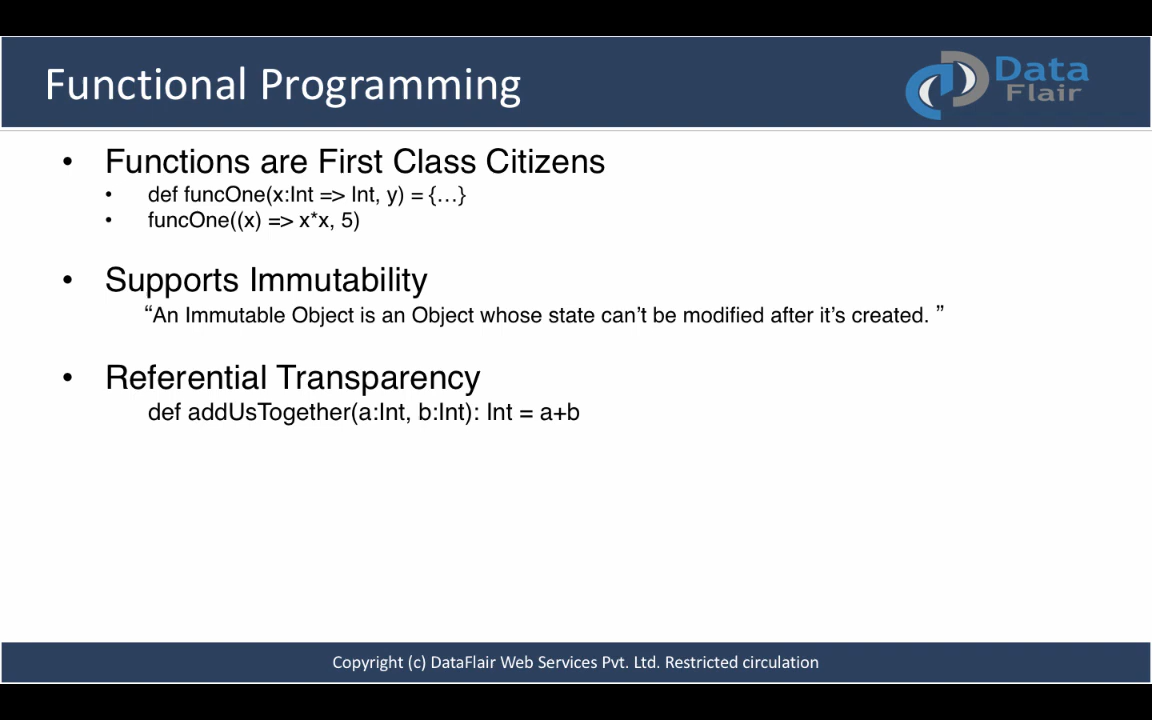 Functional Programming
Data
Flair
• Functions are First Class Citizens
• def funcOne(x:Int => Int, y) = {…}
• funcOne((x) => x*x, 5)
• Supports Immutability
“An Immutable Object is an Object whose state can’t be modified after it’s created. ”
• Referential Transparency
def addUsTogether(a:Int, b:Int): Int = a+b
Copyright (c) DataFlair Web Services Pvt. Ltd. Restricted circulation